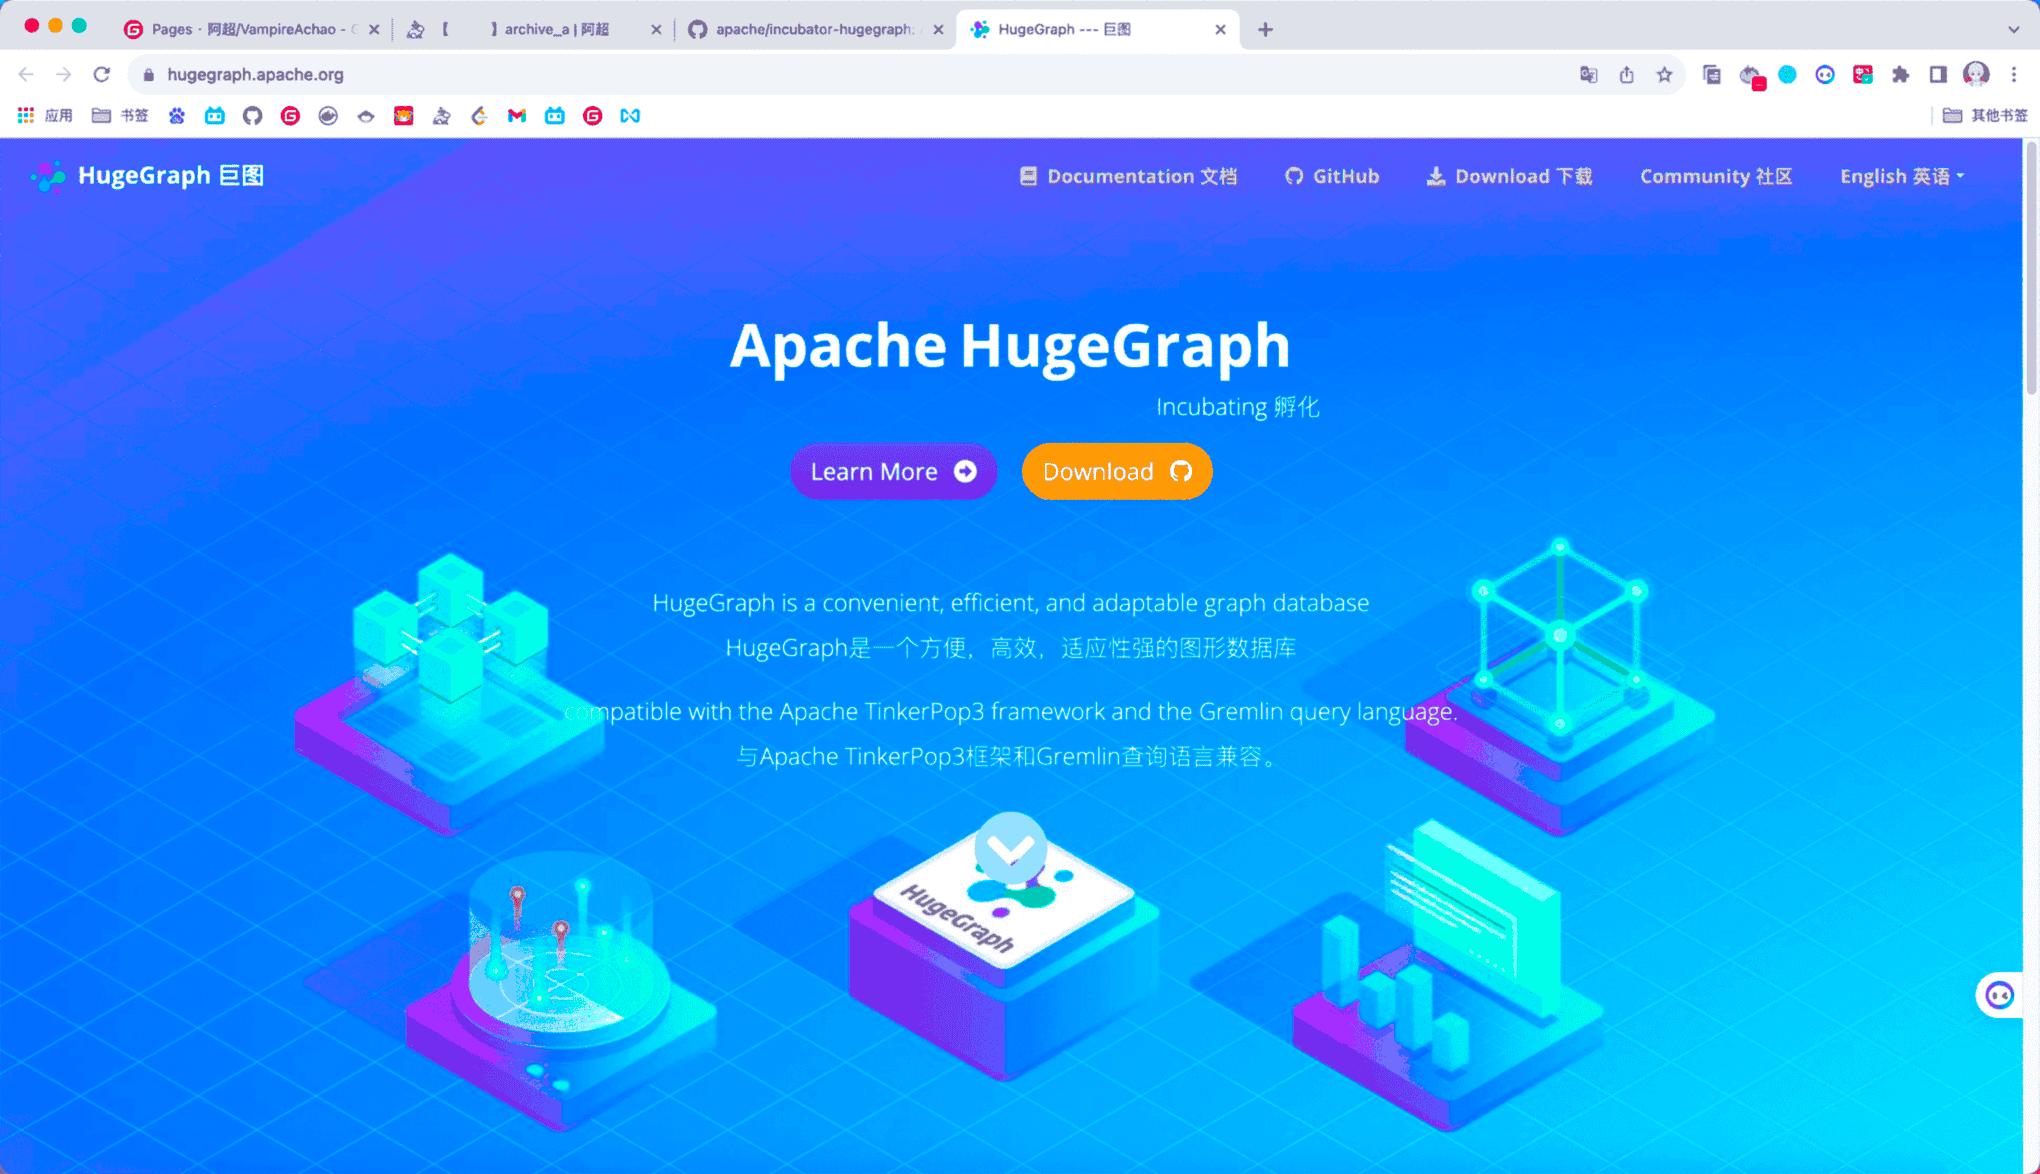 Pages · 阿超/VampireAchao -
【 】archive_a | 阿超
apache/incubator-hugegraph:
HugeGraph --- 巨图
hugegraph.apache.org
应用
书签
其他书签
HugeGraph 巨图
Documentation 文档
GitHub
Download 下载
Community 社区
English 英语
Apache HugeGraph
Incubating 孵化
Learn More
Download
HugeGraph is a convenient, efficient, and adaptable graph database
HugeGraph是一个方便，高效，适应性强的图形数据库
compatible with the Apache TinkerPop3 framework and the Gremlin query language.
与Apache TinkerPop3框架和Gremlin查询语言兼容。
HugeGraph